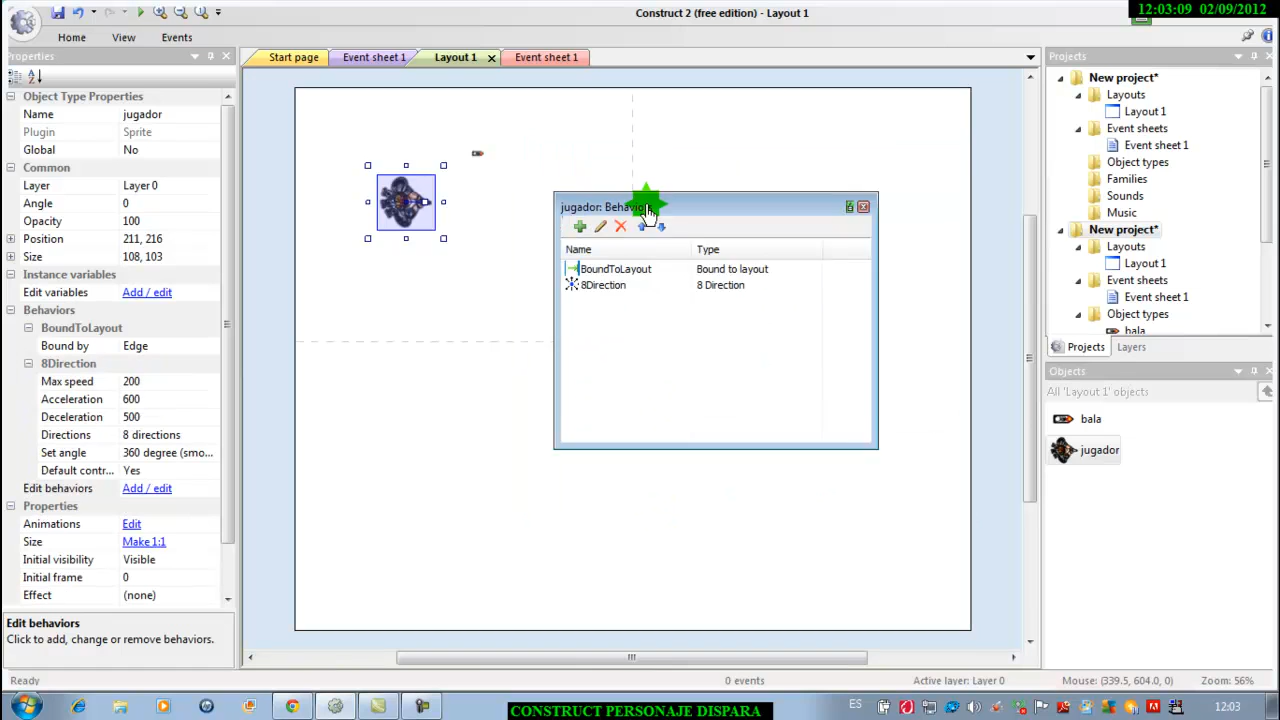 12:03:09 02/09/2012
Construct 2 (free edition) - Layout 1
Home View Events
Properties
Object Type Properties
Name jugador
Plugin Sprite
Global No
Common
Layer Layer 0
Angle 0
Opacity 100
Position 211, 216
Size 108, 103
Instance variables
Edit variables Add / edit
Behaviors
BoundToLayout
Bound by Edge
8Direction
Max speed 200
Acceleration 600
Deceleration 500
Directions 8 directions
Set angle 360 degree (smo...
Default contr... Yes
Edit behaviors Add / edit
Properties
Animations Edit
Size Make 1:1
Initial visibility Visible
Initial frame 0
Effect (none)
Edit behaviors
Click to add, change or remove behaviors.
Start page Event sheet 1 Layout 1 Event sheet 1
jugador:
Name Type
BoundToLayout Bound to layout
8Direction 8 Direction
Projects
New project*
Layouts
Layout 1
Event sheets
Event sheet 1
Object types
Families
Sounds
Music
New project*
Layouts
Layout 1
Event sheets
Event sheet 1
Object types
bala
Projects Layers
Objects
All 'Layout 1' objects
bala
jugador
Ready 0 events Active layer: Layer 0 Mouse: (339.5, 604.0, 0) Zoom: 56%
ES 12:03
CONSTRUCT PERSONAJE DISPARA